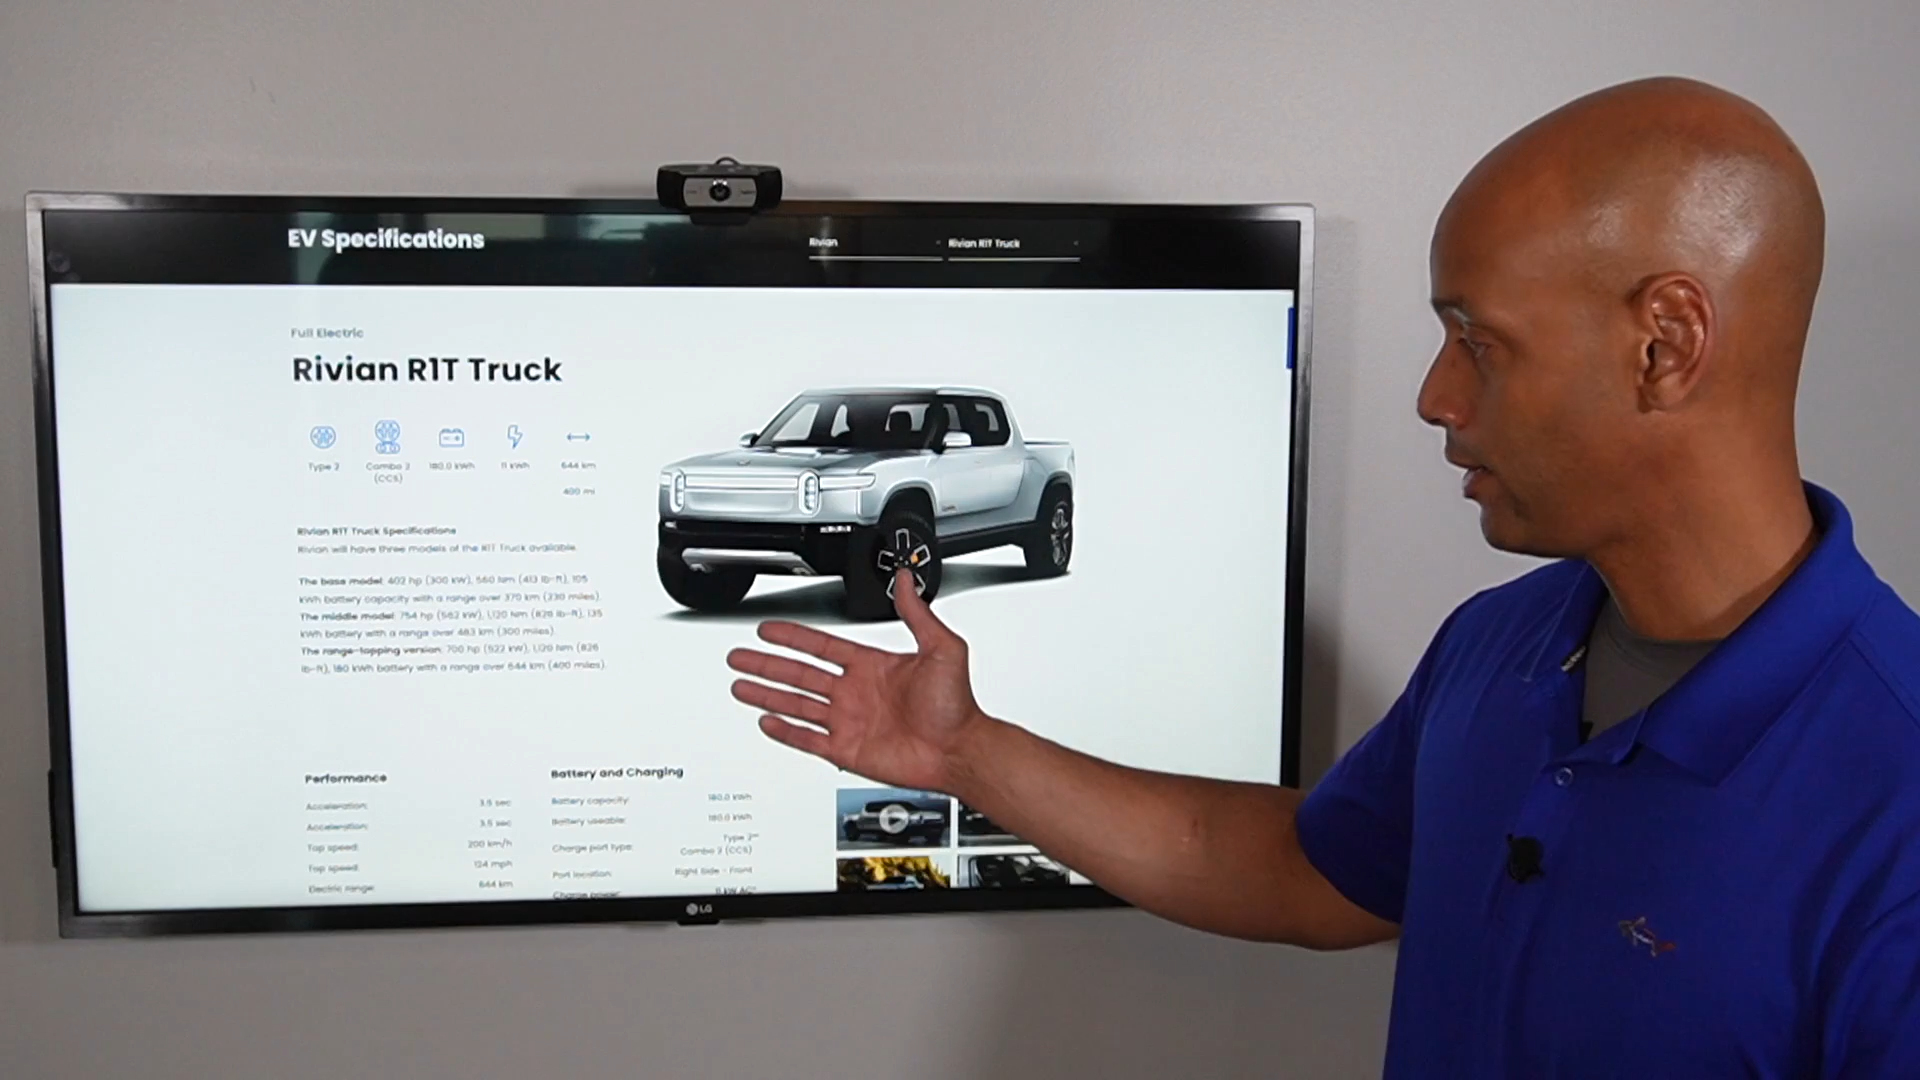 EV Specifications
Rivian
Rivian R1T Truck
Full Electric
Rivian R1T Truck
Type 2
Combo 2
(CCS)
180.0 kWh
11 kWh
644 km
400 mi
Rivian R1T Truck Specifications
Rivian will have three models of the R1T Truck available.
The base model: 402 hp (300 kW), 560 Nm (413 lb-ft), 105
kWh battery capacity with a range over 370 km (230 miles).
The middle model: 754 hp (562 kW), 1,120 Nm (826 lb-ft), 135
kWh battery with a range over 483 km (300 miles).
The range-topping version: 700 hp (522 kW), 1,120 Nm (826
lb-ft), 180 kWh battery with a range over 644 km (400 miles).
Performance
Acceleration: 3.5 sec
Acceleration: 3.5 sec
Top speed: 200 km/h
Top speed: 124 mph
Electric range: 644 km
Battery and Charging
Battery capacity: 180.0 kWh
Battery useable: 180.0 kWh
Charge port type: Type 2
Combo 2 (CCS)
Port location: Right Side - Front
Charge power: 11 kW AC
LG